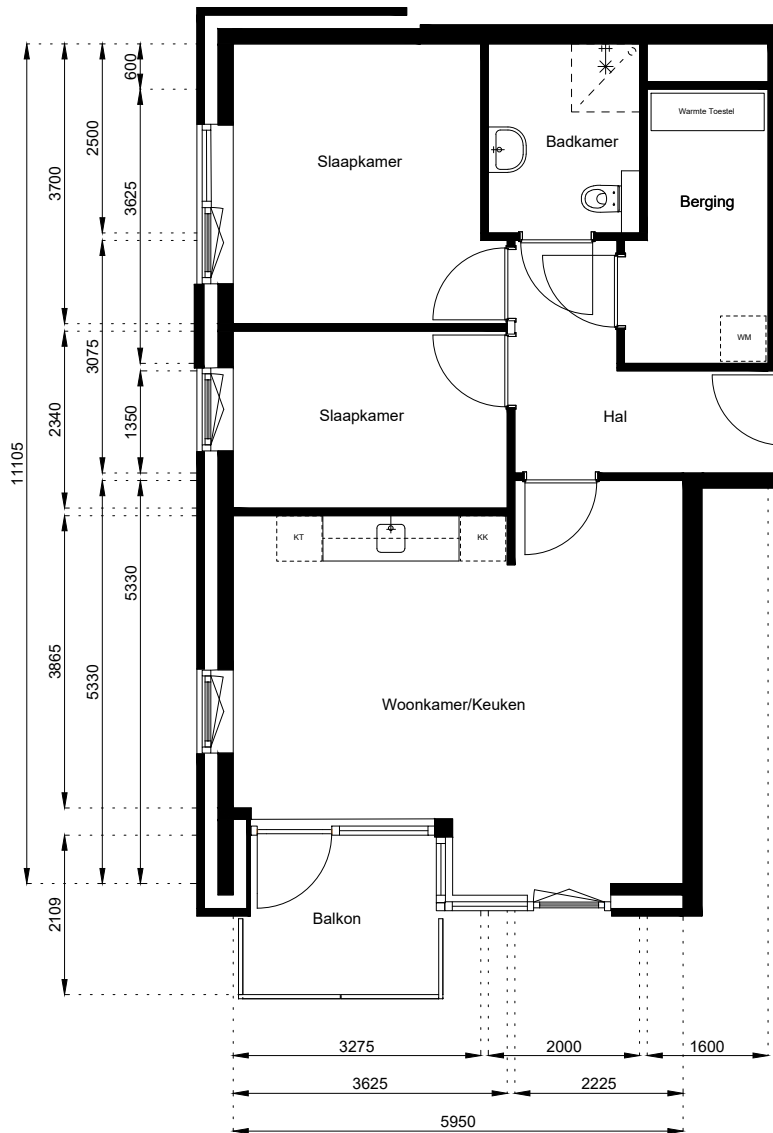 600
2500
3700
3625
Slaapkamer
Badkamer
Warmte Toestel
Berging
3075
2340
1350
11105
WM
Slaapkamer
Hal
KT
KK
5330
3865
5330
Woonkamer/Keuken
2109
Balkon
3275
2000
1600
3625
2225
5950